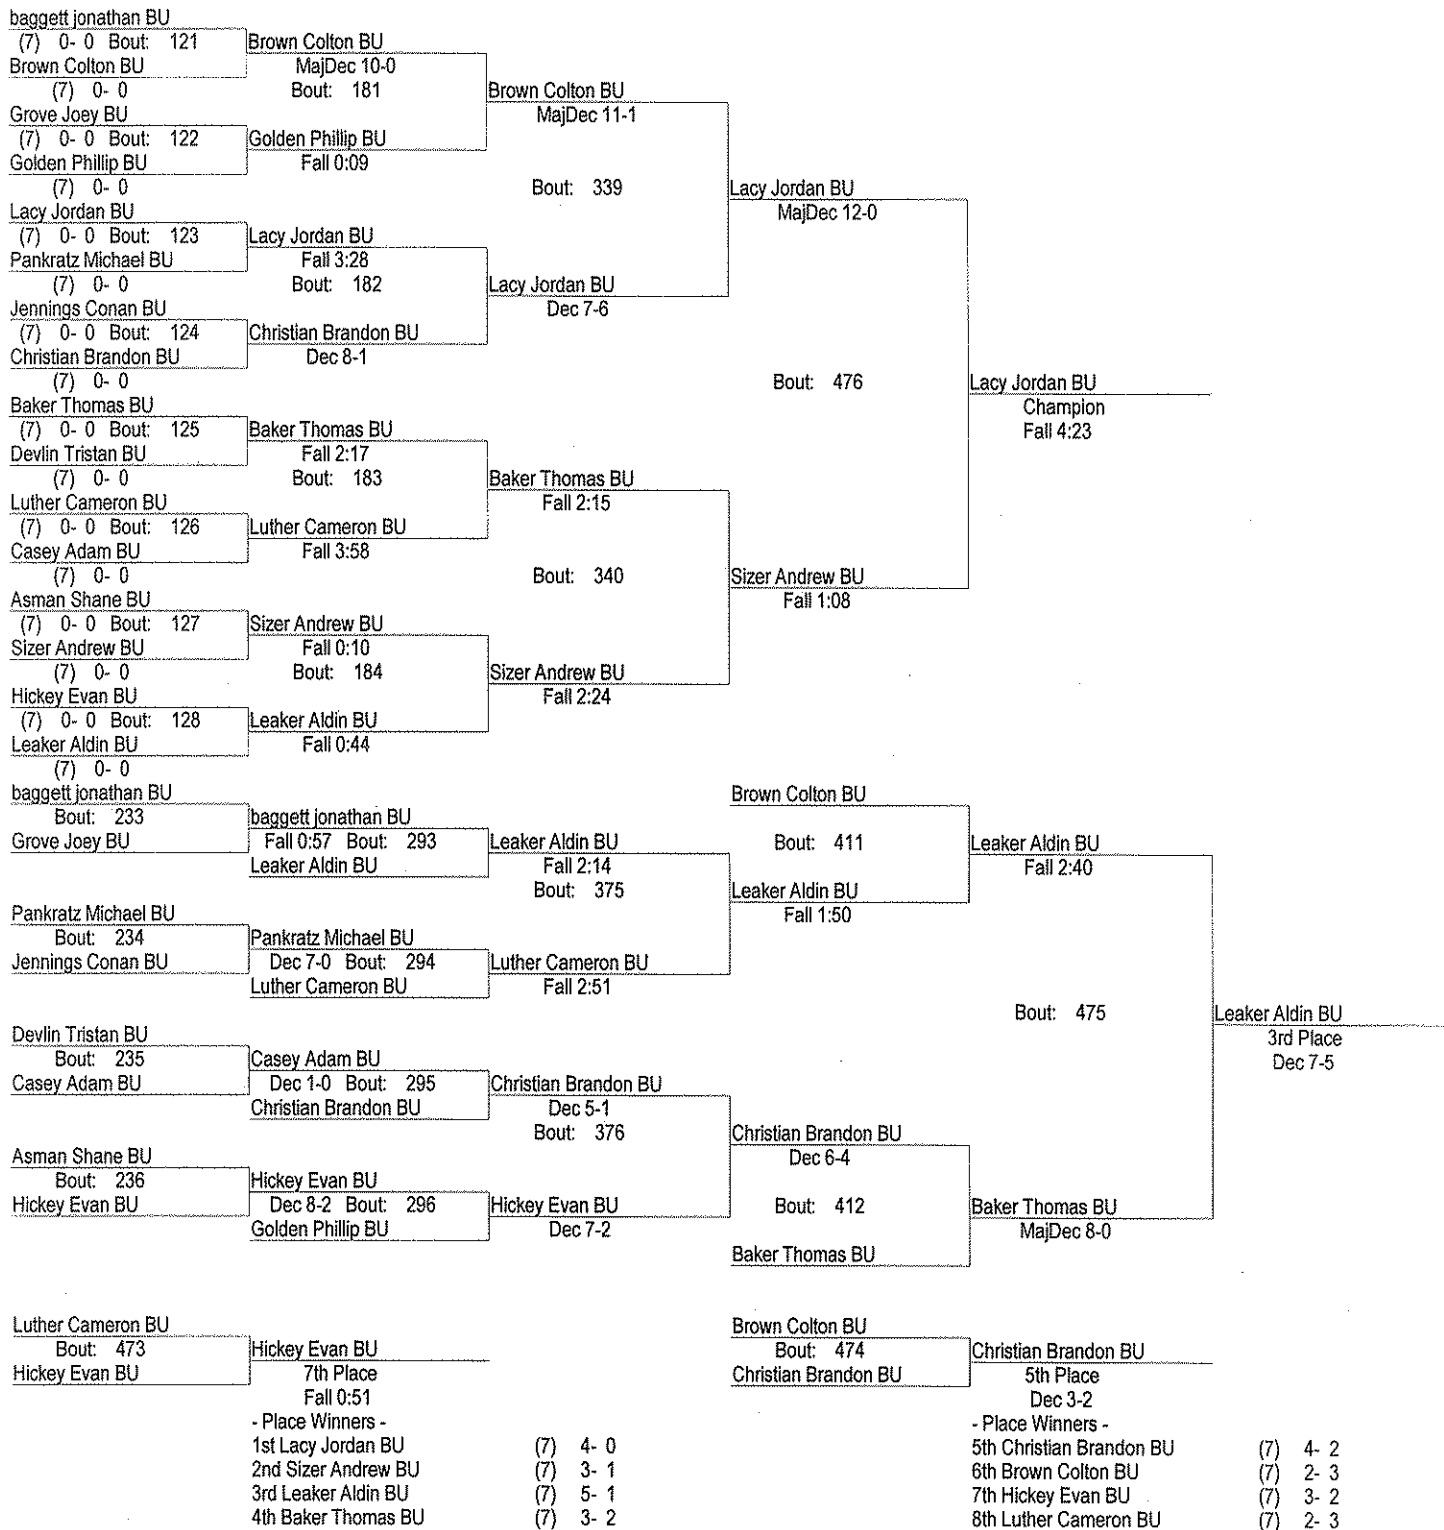 baggett jonathan BU
(7) 0- 0 Bout: 121 Brown Colton BU
Brown Colton BU MajDec 10-0
(7) 0- 0 Bout: 181 Brown Colton BU
Grove Joey BU MajDec 11-1
(7) 0- 0 Bout: 122 Golden Phillip BU
Golden Phillip BU Fall 0:09
(7) 0- 0 Bout: 339 Lacy Jordan BU
Lacy Jordan BU MajDec 12-0
(7) 0- 0 Bout: 123 Lacy Jordan BU
Pankratz Michael BU Fall 3:28
(7) 0- 0 Bout: 182 Lacy Jordan BU
Jennings Conan BU Dec 7-6
(7) 0- 0 Bout: 124 Christian Brandon BU
Christian Brandon BU Dec 8-1
(7) 0- 0 Bout: 476 Lacy Jordan BU
Baker Thomas BU Champion
(7) 0- 0 Bout: 125 Baker Thomas BU Fall 4:23
Devlin Tristan BU Fall 2:17
(7) 0- 0 Bout: 183 Baker Thomas BU
Luther Cameron BU Fall 2:15
(7) 0- 0 Bout: 126 Luther Cameron BU
Casey Adam BU Fall 3:58
(7) 0- 0 Bout: 340 Sizer Andrew BU
Asman Shane BU Fall 1:08
(7) 0- 0 Bout: 127 Sizer Andrew BU
Sizer Andrew BU Fall 0:10
(7) 0- 0 Bout: 184 Sizer Andrew BU
Hickey Evan BU Fall 2:24
(7) 0- 0 Bout: 128 Leaker Aldin BU
Leaker Aldin BU Fall 0:44
(7) 0- 0
baggett jonathan BU Brown Colton BU
Bout: 233 baggett jonathan BU
Grove Joey BU Fall 0:57 Bout: 293 Leaker Aldin BU Bout: 411 Leaker Aldin BU
Leaker Aldin BU Fall 2:14 Fall 2:40
Bout: 375 Leaker Aldin BU
Pankratz Michael BU Fall 1:50
Bout: 234 Pankratz Michael BU
Jennings Conan BU Dec 7-0 Bout: 294 Luther Cameron BU
Luther Cameron BU Fall 2:51
Bout: 475 Leaker Aldin BU
Devlin Tristan BU 3rd Place
Bout: 235 Casey Adam BU Dec 7-5
Casey Adam BU Dec 1-0 Bout: 295 Christian Brandon BU
Christian Brandon BU Dec 5-1
Bout: 376 Christian Brandon BU
Asman Shane BU Dec 6-4
Bout: 236 Hickey Evan BU
Hickey Evan BU Dec 8-2 Bout: 296 Hickey Evan BU Bout: 412 Baker Thomas BU
Golden Phillip BU Dec 7-2 MajDec 8-0
Baker Thomas BU
Luther Cameron BU Brown Colton BU
Bout: 473 Hickey Evan BU Bout: 474 Christian Brandon BU
Hickey Evan BU 7th Place Christian Brandon BU 5th Place
Fall 0:51 Dec 3-2
- Place Winners - - Place Winners -
1st Lacy Jordan BU (7) 4- 0 5th Christian Brandon BU (7) 4- 2
2nd Sizer Andrew BU (7) 3- 1 6th Brown Colton BU (7) 2- 3
3rd Leaker Aldin BU (7) 5- 1 7th Hickey Evan BU (7) 3- 2
4th Baker Thomas BU (7) 3- 2 8th Luther Cameron BU (7) 2- 3